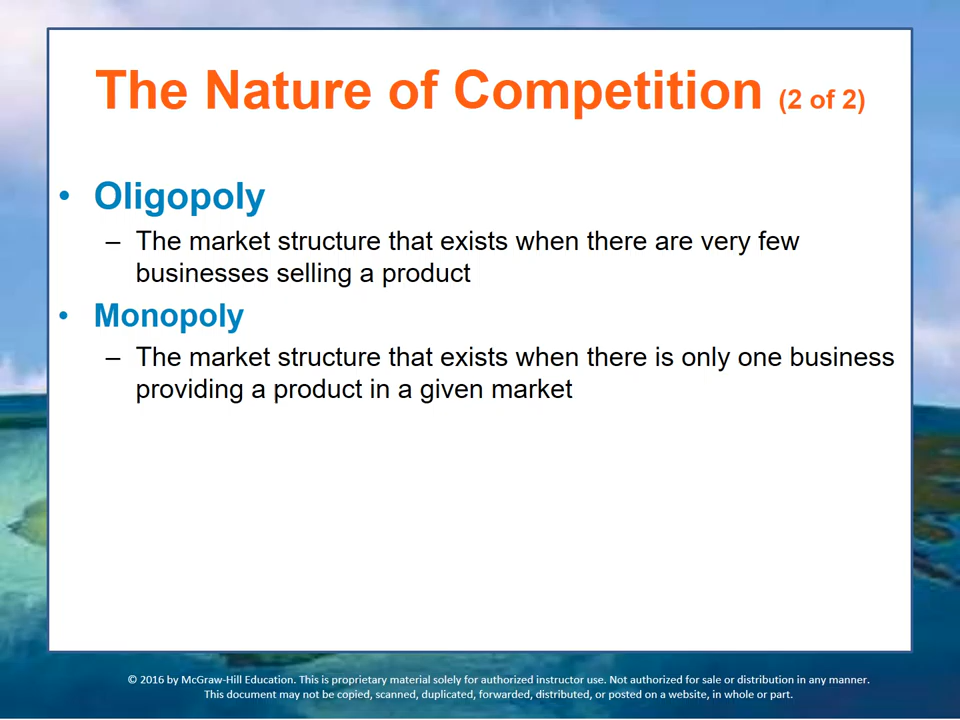 The Nature of Competition (2 of 2)
• Oligopoly
– The market structure that exists when there are very few
businesses selling a product
• Monopoly
– The market structure that exists when there is only one business
providing a product in a given market
© 2016 by McGraw-Hill Education. This is proprietary material solely for authorized instructor use. Not authorized for sale or distribution in any manner.
This document may not be copied, scanned, duplicated, forwarded, distributed, or posted on a website, in whole or part.